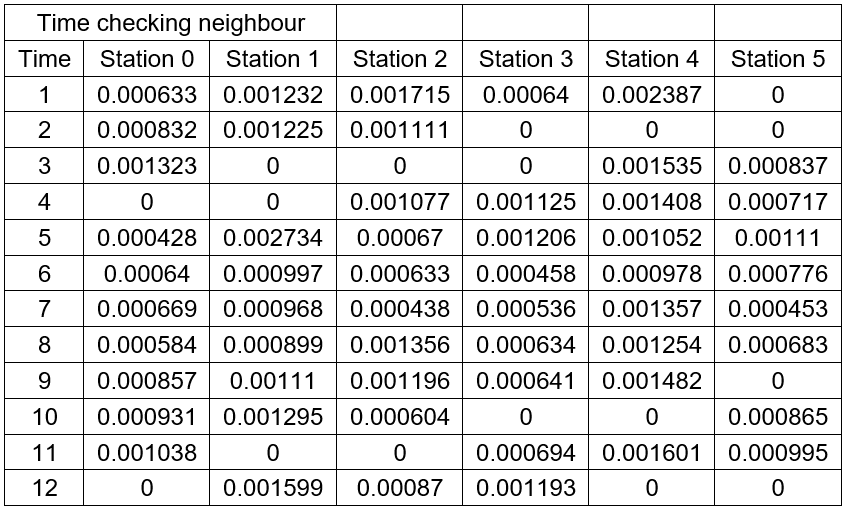 Time checking neighbour
Time Station 0 Station 1 Station 2 Station 3 Station 4 Station 5
1 0.000633 0.001232 0.001715 0.00064 0.002387 0
2 0.000832 0.001225 0.001111 0 0 0
3 0.001323 0 0 0 0.001535 0.000837
4 0 0 0.001077 0.001125 0.001408 0.000717
5 0.000428 0.002734 0.00067 0.001206 0.001052 0.00111
6 0.00064 0.000997 0.000633 0.000458 0.000978 0.000776
7 0.000669 0.000968 0.000438 0.000536 0.001357 0.000453
8 0.000584 0.000899 0.001356 0.000634 0.001254 0.000683
9 0.000857 0.00111 0.001196 0.000641 0.001482 0
10 0.000931 0.001295 0.000604 0 0 0.000865
11 0.001038 0 0 0.000694 0.001601 0.000995
12 0 0.001599 0.00087 0.001193 0 0